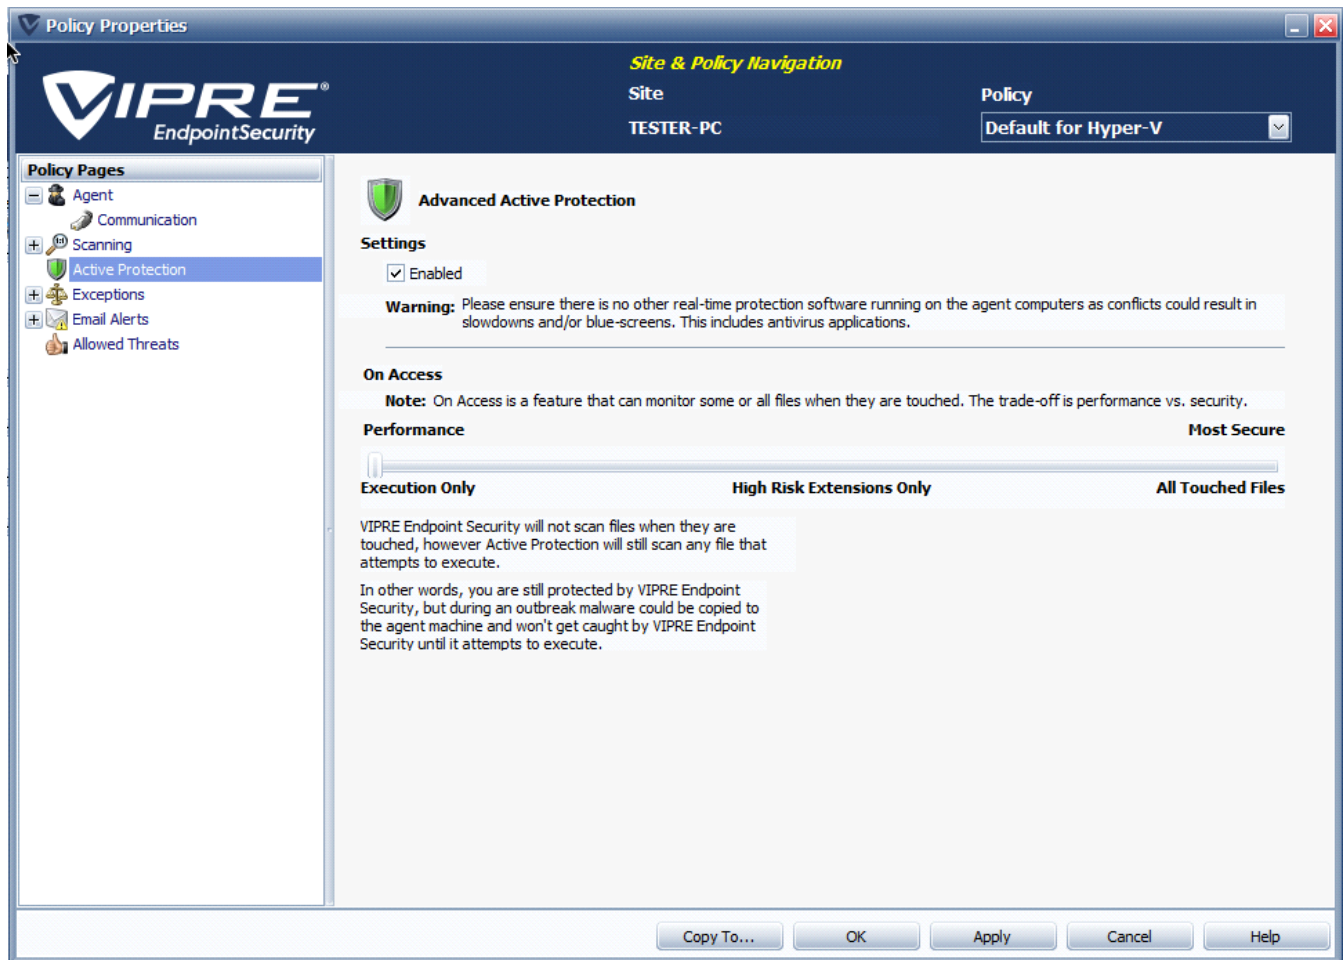 Policy Properties
VIPRE®
EndpointSecurity
Site & Policy Navigation
Site
Policy
TESTER-PC
Default for Hyper-V
Policy Pages
Agent
Communication
Scanning
Active Protection
Exceptions
Email Alerts
Allowed Threats
Advanced Active Protection
Settings
Enabled
Warning: Please ensure there is no other real-time protection software running on the agent computers as conflicts could result in
slowdowns and/or blue-screens. This includes antivirus applications.
On Access
Note: On Access is a feature that can monitor some or all files when they are touched. The trade-off is performance vs. security.
Performance
Most Secure
Execution Only
High Risk Extensions Only
All Touched Files
VIPRE Endpoint Security will not scan files when they are
touched, however Active Protection will still scan any file that
attempts to execute.
In other words, you are still protected by VIPRE Endpoint
Security, but during an outbreak malware could be copied to
the agent machine and won't get caught by VIPRE Endpoint
Security until it attempts to execute.
Copy To...
OK
Apply
Cancel
Help